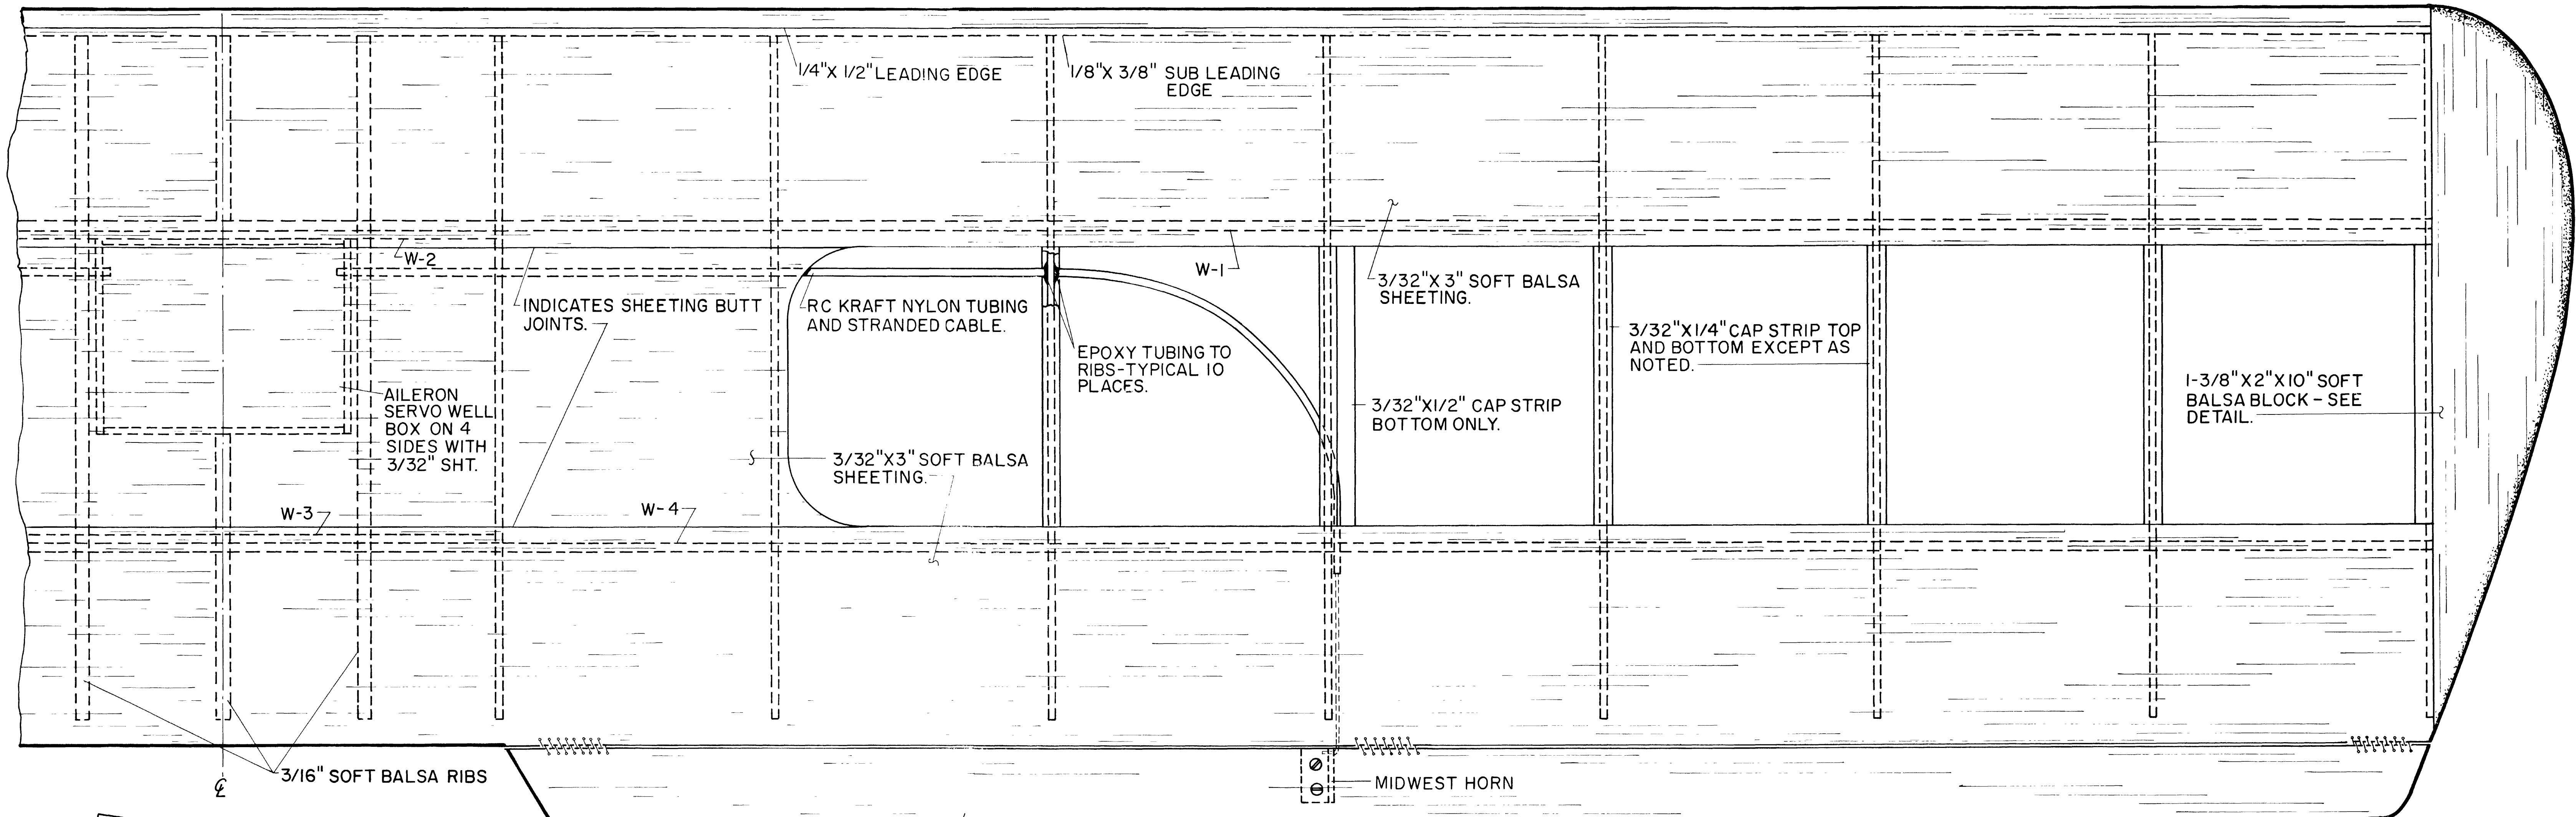 1/4"X 1/2" LEADING EDGE
1/8"X 3/8" SUB LEADING
EDGE
W-2
W-1
INDICATES SHEETING BUTT
JOINTS.
RC KRAFT NYLON TUBING
AND STRANDED CABLE.
3/32"X 3" SOFT BALSA
SHEETING.
EPOXY TUBING TO
RIBS-TYPICAL 10
PLACES.
3/32"X1/4" CAP STRIP TOP
AND BOTTOM EXCEPT AS
NOTED.
1-3/8"X2"X10" SOFT
BALSA BLOCK - SEE
DETAIL.
AILERON
SERVO WELL
BOX ON 4
SIDES WITH
3/32" SHT.
3/32"X1/2" CAP STRIP
BOTTOM ONLY.
3/32"X3" SOFT BALSA
SHEETING.
W-3
W-4
3/16" SOFT BALSA RIBS
MIDWEST HORN